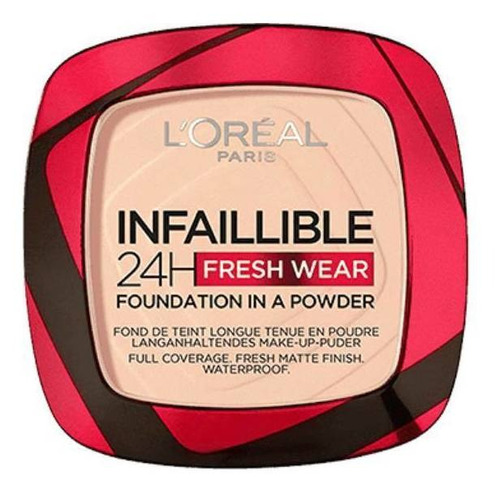 L'ORÉAL
PARIS
INFAILLIBLE
24H FRESH WEAR
FOUNDATION IN A POWDER
FOND DE TEINT LONGUE TENUE EN POUDRE
LANGANHALTENDES MAKE-UP-PUDER
FULL COVERAGE. FRESH MATTE FINISH.
WATERPROOF.